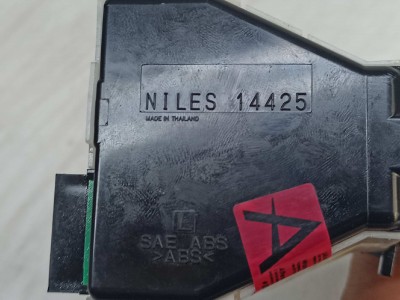 NILES 14425
MADE IN THAILAND
L
SAE ABS
>ABS<
A